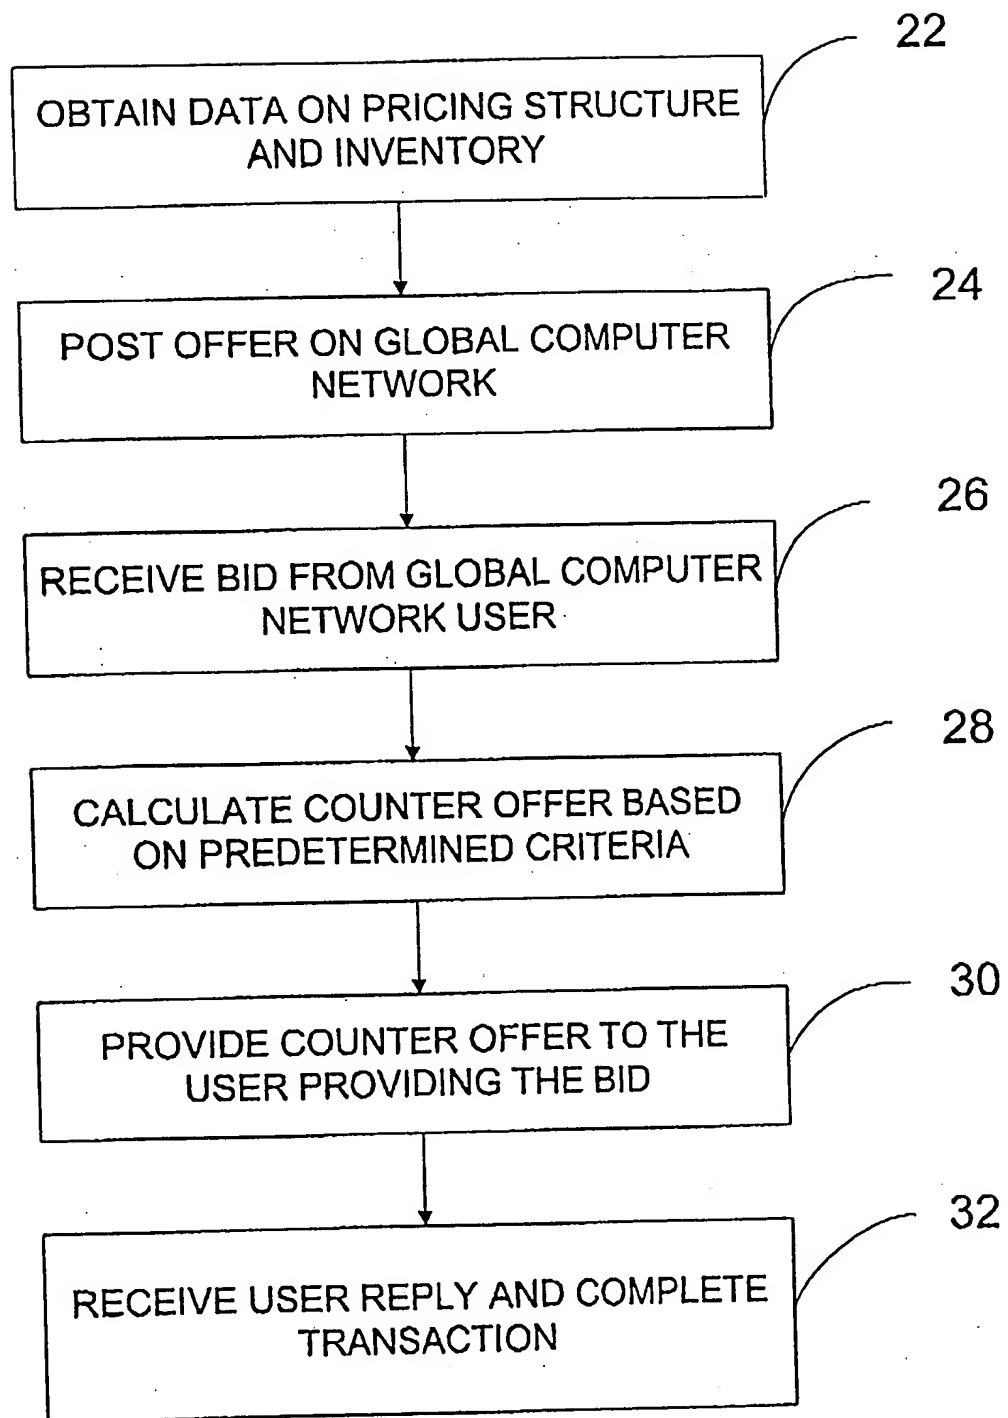 22
OBTAIN DATA ON PRICING STRUCTURE
AND INVENTORY
24
POST OFFER ON GLOBAL COMPUTER
NETWORK
26
RECEIVE BID FROM GLOBAL COMPUTER
NETWORK USER
28
CALCULATE COUNTER OFFER BASED
ON PREDETERMINED CRITERIA
30
PROVIDE COUNTER OFFER TO THE
USER PROVIDING THE BID
32
RECEIVE USER REPLY AND COMPLETE
TRANSACTION